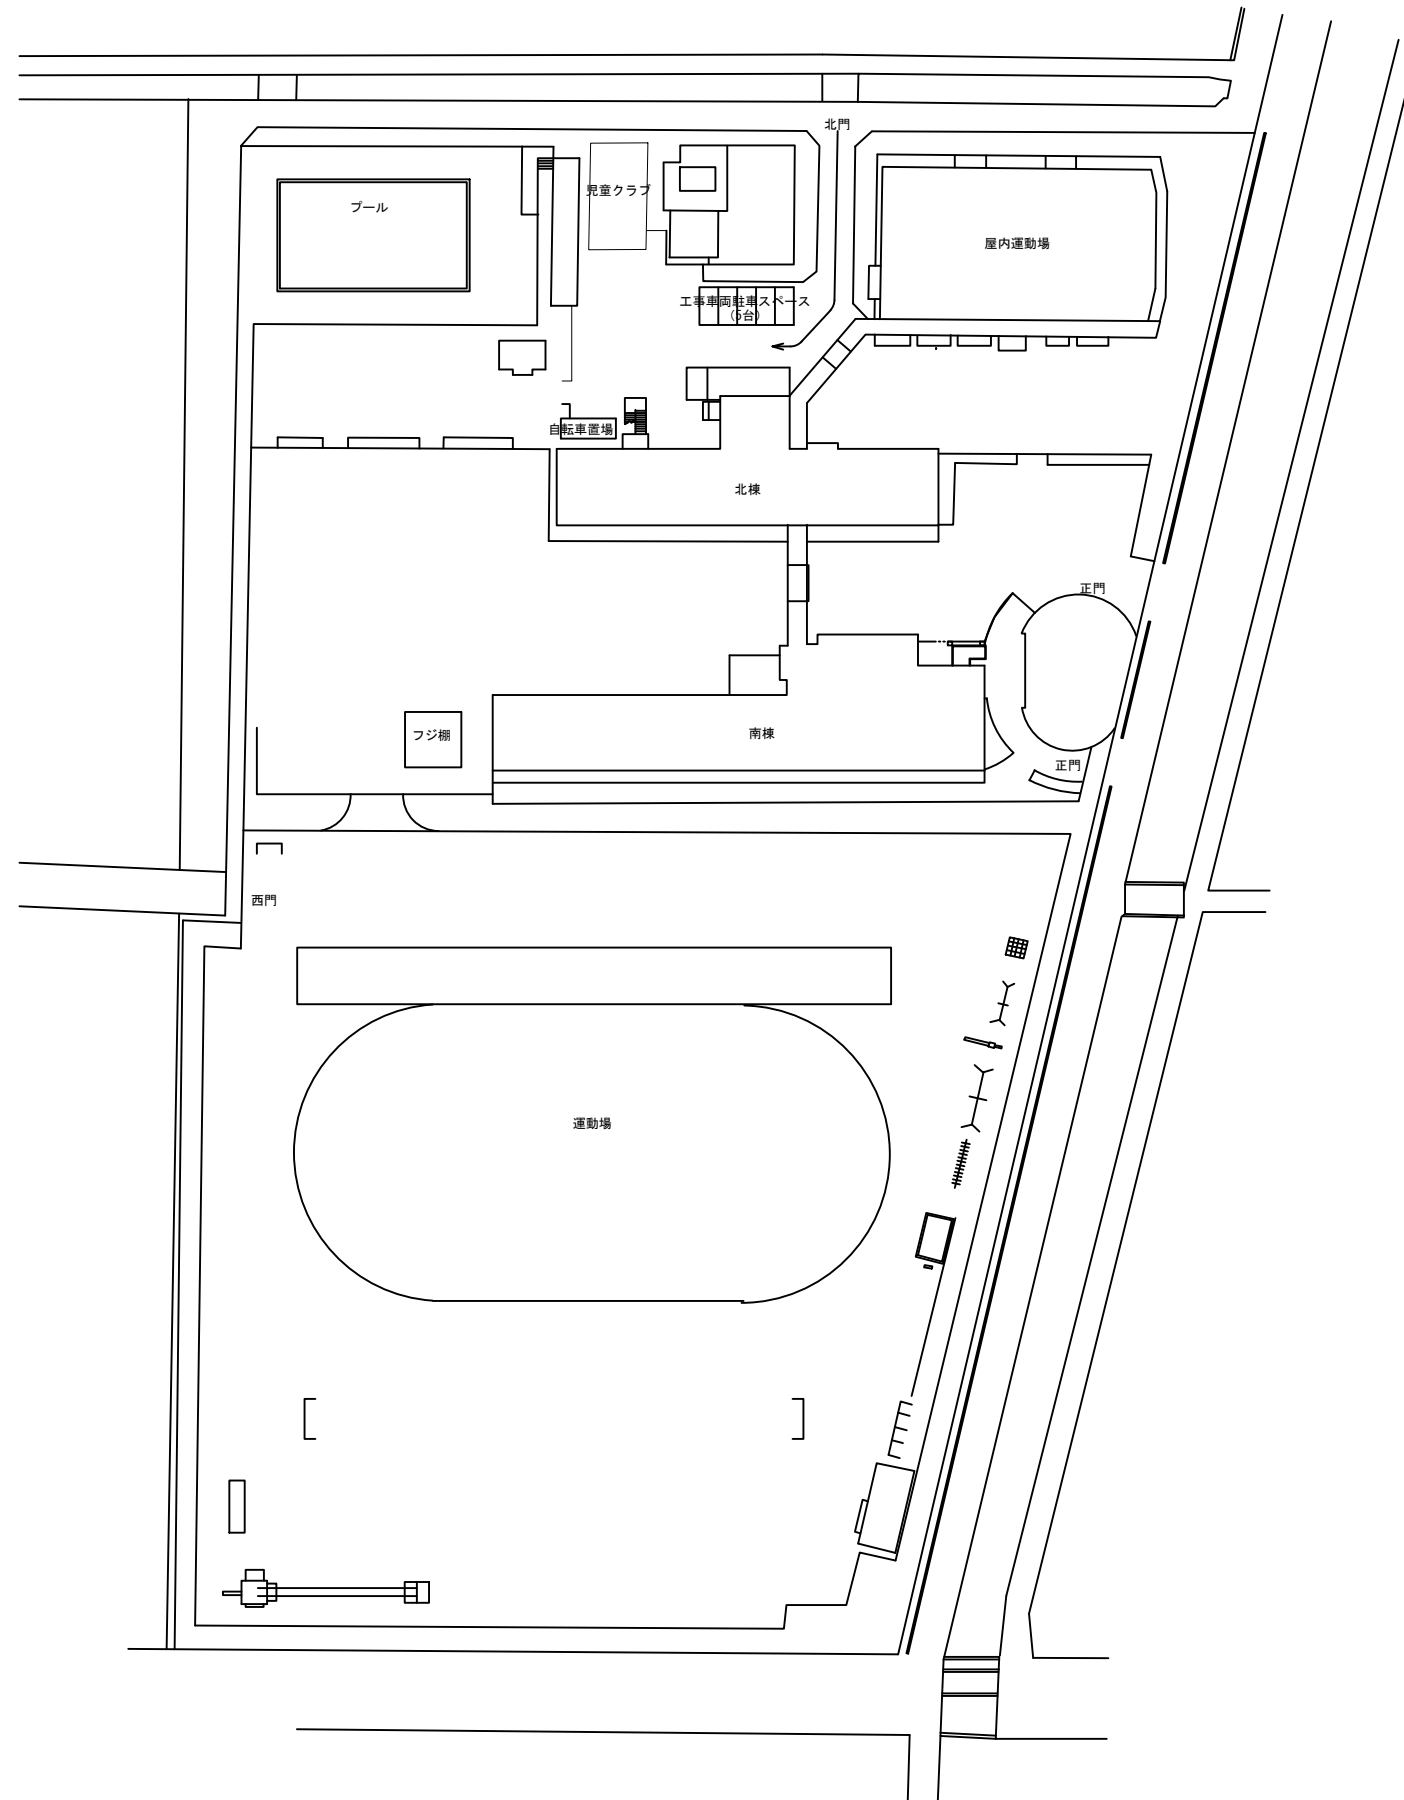 北門
児童クラブ
プール
屋内運動場
工事車両駐車スペース
(5台)
自転車置場
北棟
正門
フジ棚
南棟
正門
西門
運動場